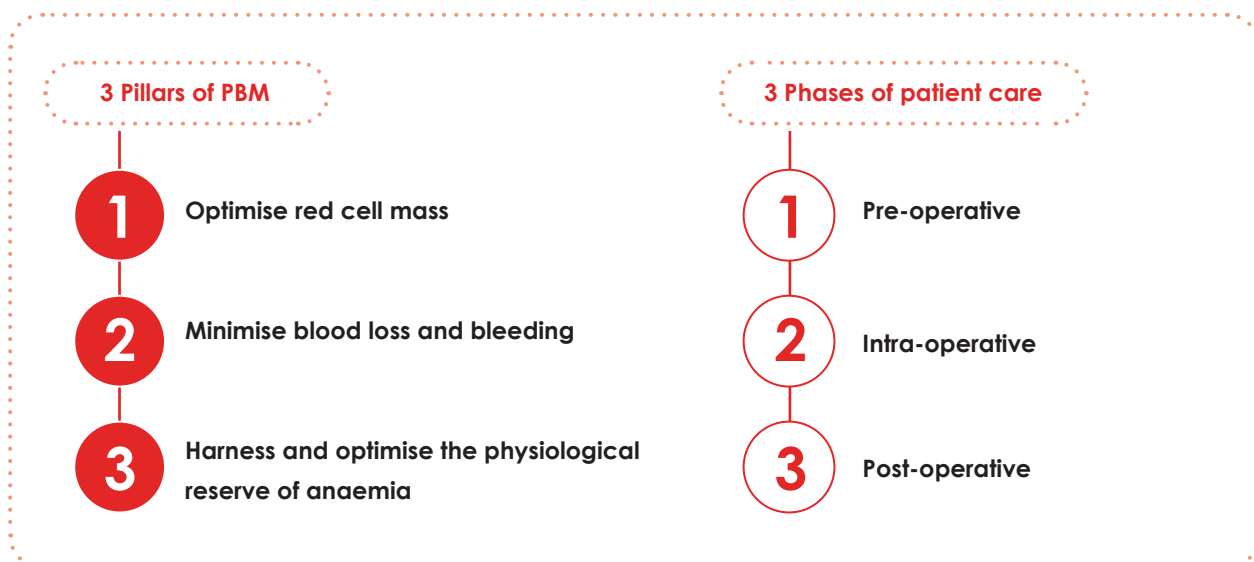 3 Pillars of PBM
1
Optimise red cell mass
2
Minimise blood loss and bleeding
3
Harness and optimise the physiological
reserve of anaemia
3 Phases of patient care
1
Pre-operative
2
Intra-operative
3
Post-operative